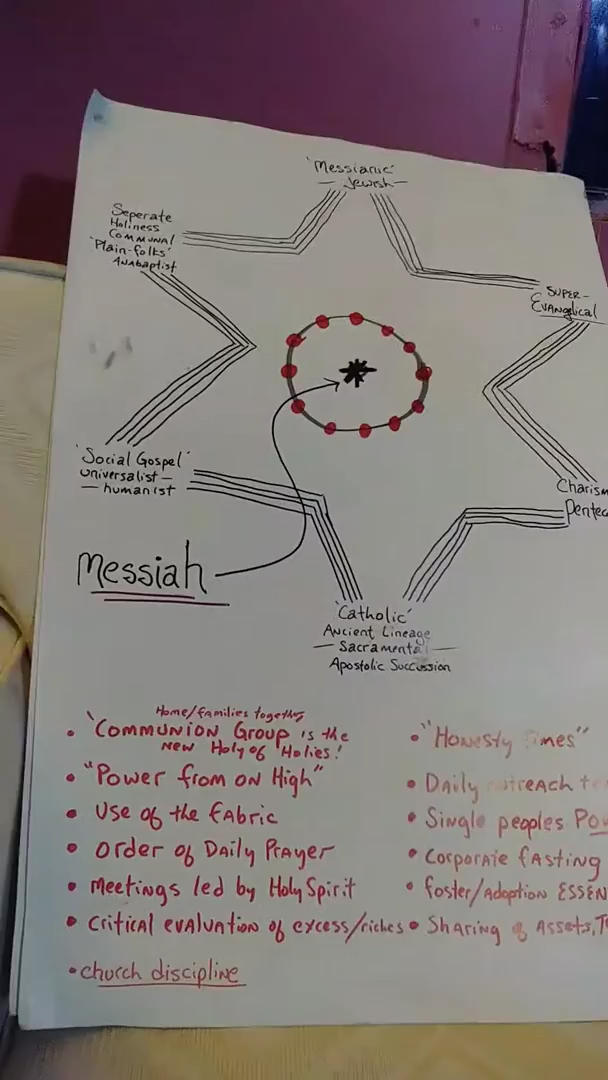 'Messianic'
— Jewish —
Seperate
Holiness
Communal
'Plain-folks'
Anabaptist
Super-
Evangelical
'Social Gospel'
universalist —
— humanist
Messiah
'Catholic'
Ancient Lineage
— Sacramental —
Apostolic Succession
Home/families together
• 'Communion Group is the
new Holy of Holies!
• "Power from on High"
• Use of the fabric
• Order of Daily Prayer
• Meetings led by Holy Spirit
• Critical evaluation of excess/riches
• church discipline
• "Honesty Times"
• Daily outreach
• Single peoples
• Corporate fasting
• foster/Adoption
• Sharing of Assets,